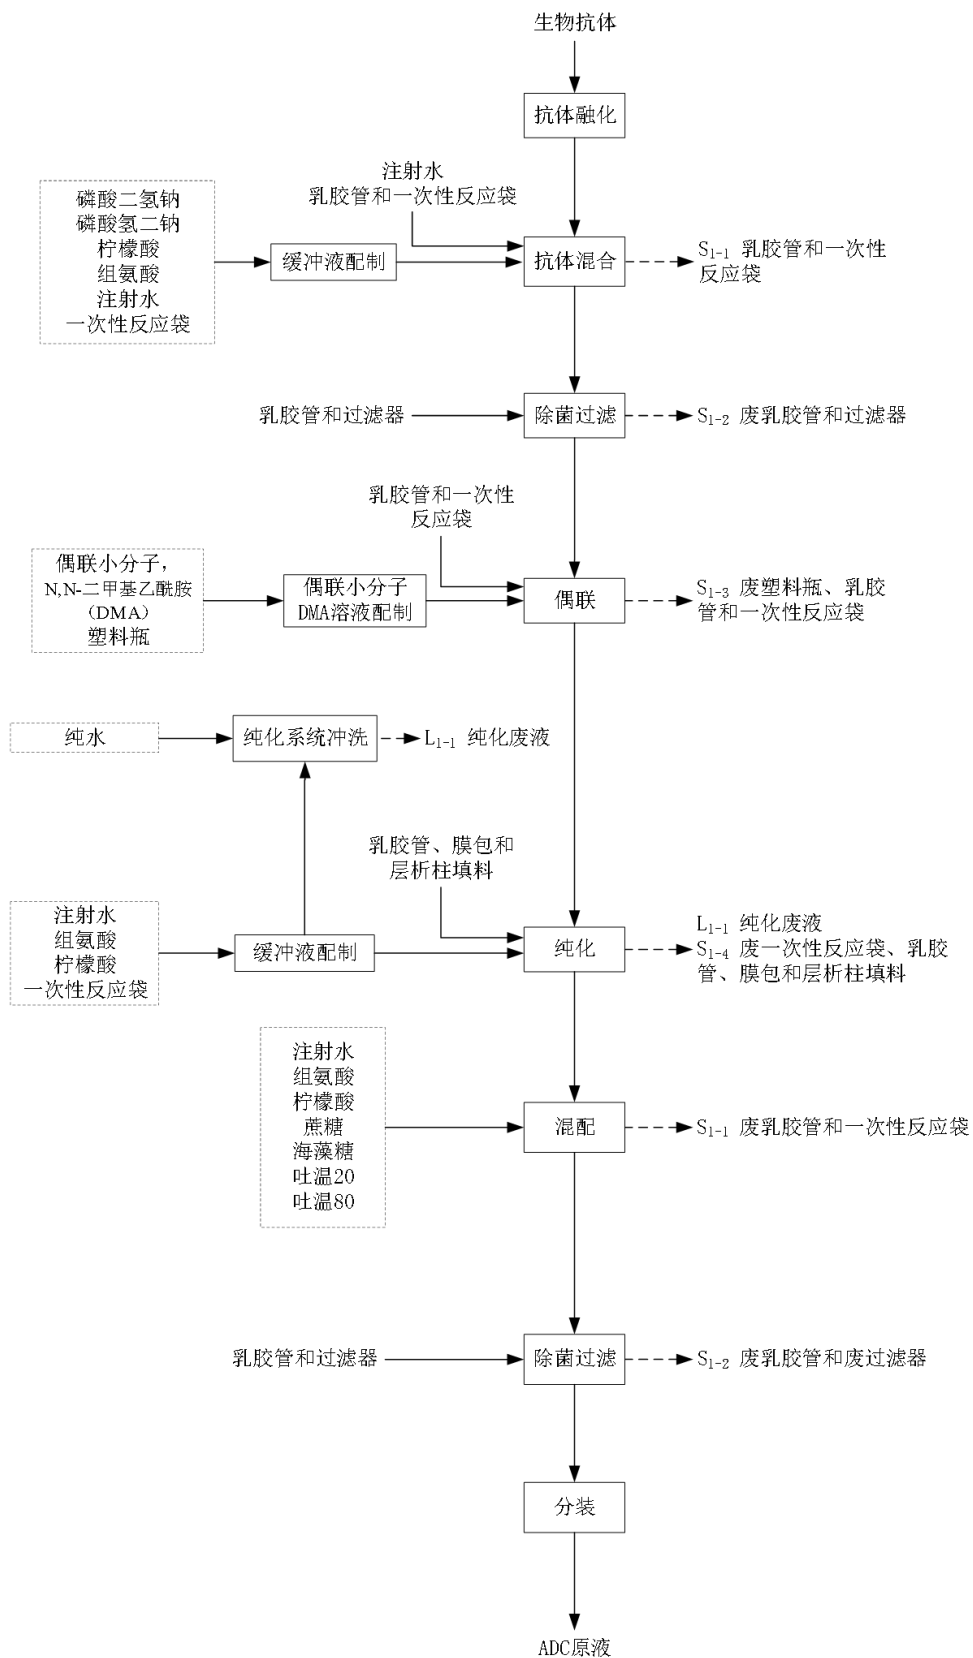 生物抗体
抗体融化
注射水
乳胶管和一次性反应袋
磷酸二氢钠
磷酸氢二钠
柠檬酸
组氨酸
注射水
一次性反应袋
缓冲液配制
抗体混合
S1-1 乳胶管和一次性
反应袋
乳胶管和过滤器
除菌过滤
S1-2 废乳胶管和过滤器
乳胶管和一次性
反应袋
偶联小分子，
N,N-二甲基乙酰胺
（DMA）
塑料瓶
偶联小分子
DMA溶液配制
偶联
S1-3 废塑料瓶、乳胶
管和一次性反应袋
纯水
纯化系统冲洗
L1-1 纯化废液
乳胶管、膜包和
层析柱填料
注射水
组氨酸
柠檬酸
一次性反应袋
缓冲液配制
纯化
L1-1 纯化废液
S1-4 废一次性反应袋、乳胶
管、膜包和层析柱填料
注射水
组氨酸
柠檬酸
蔗糖
海藻糖
吐温20
吐温80
混配
S1-1 废乳胶管和一次性反应袋
乳胶管和过滤器
除菌过滤
S1-2 废乳胶管和废过滤器
分装
ADC原液